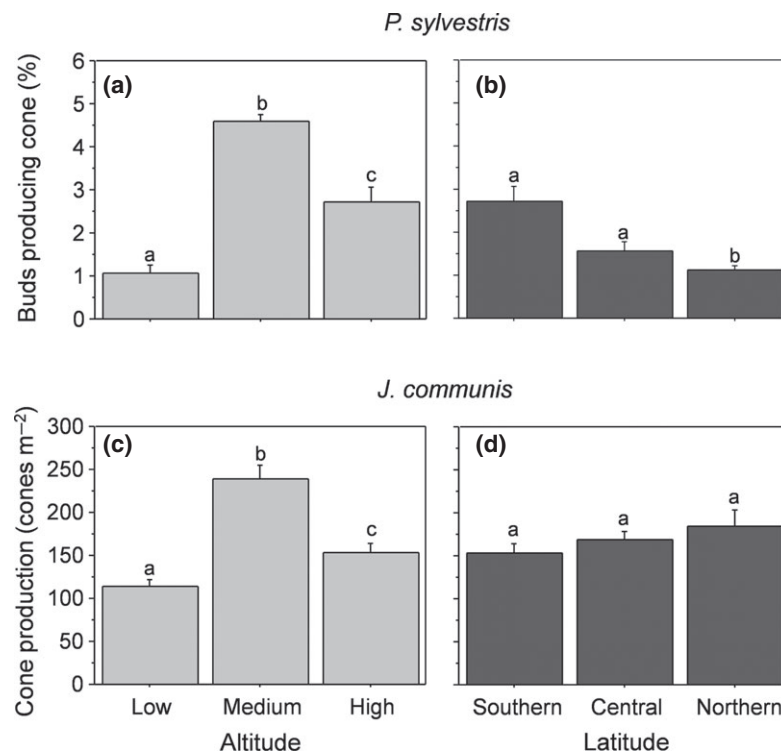 P. sylvestris
Buds producing cone (%)
6
5
4
3
2
1
0
(a)
a
b
c
(b)
a
a
b
J. communis
Cone production (cones m⁻²)
300
250
200
150
100
50
0
(c)
a
b
c
(d)
a
a
a
Low Medium High
Altitude
Southern Central Northern
Latitude